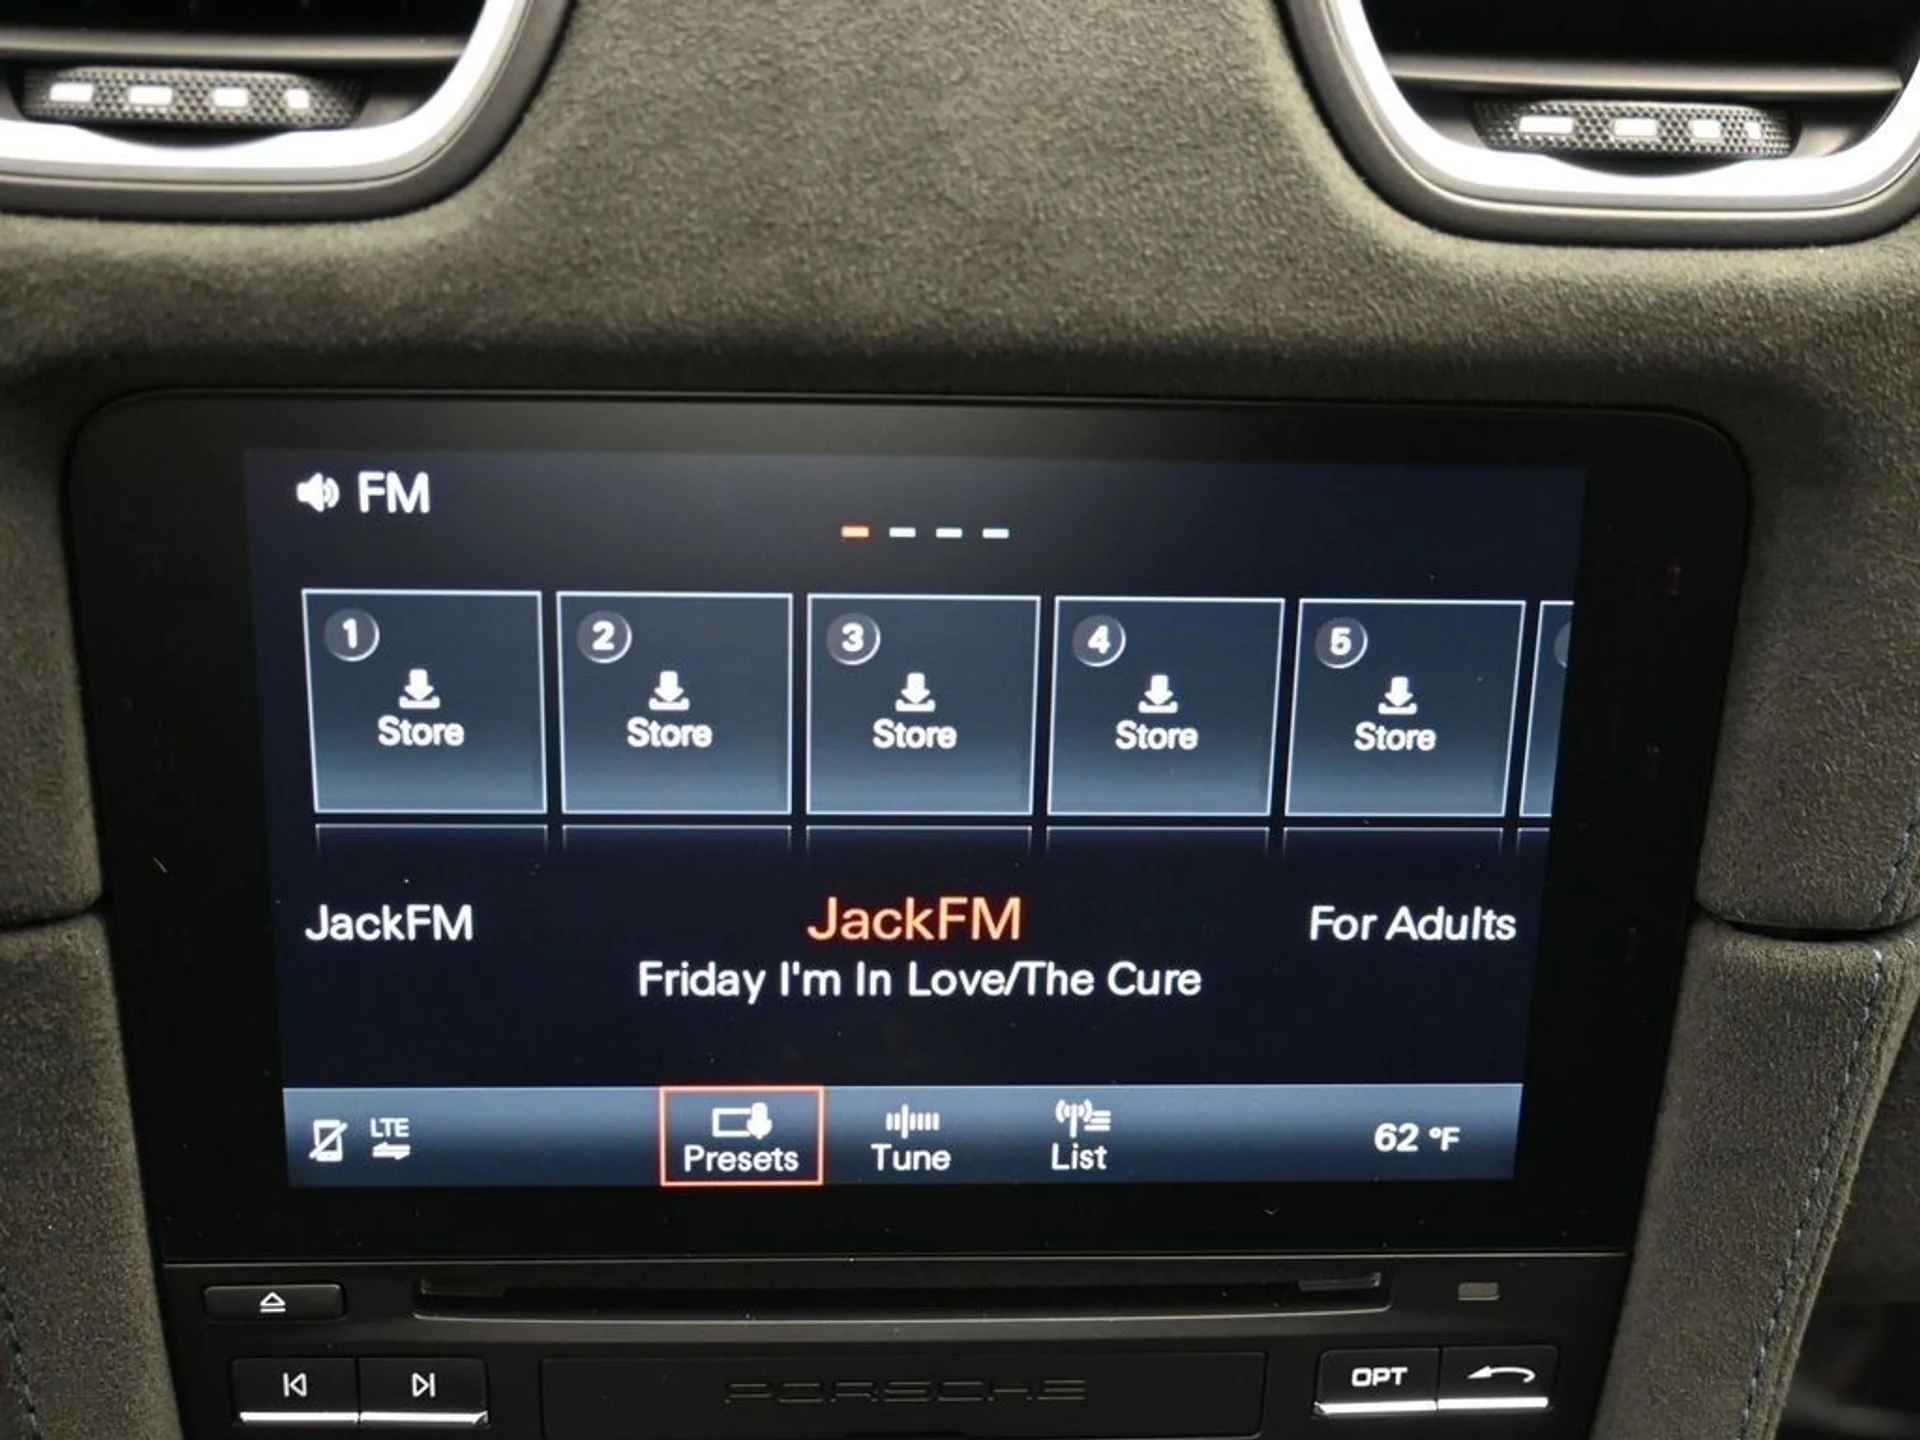 FM
1
2
3
4
5
Store
Store
Store
Store
Store
JackFM
JackFM
For Adults
Friday I'm In Love/The Cure
LTE
Presets
Tune
List
62 °F
OPT
PORSCHE